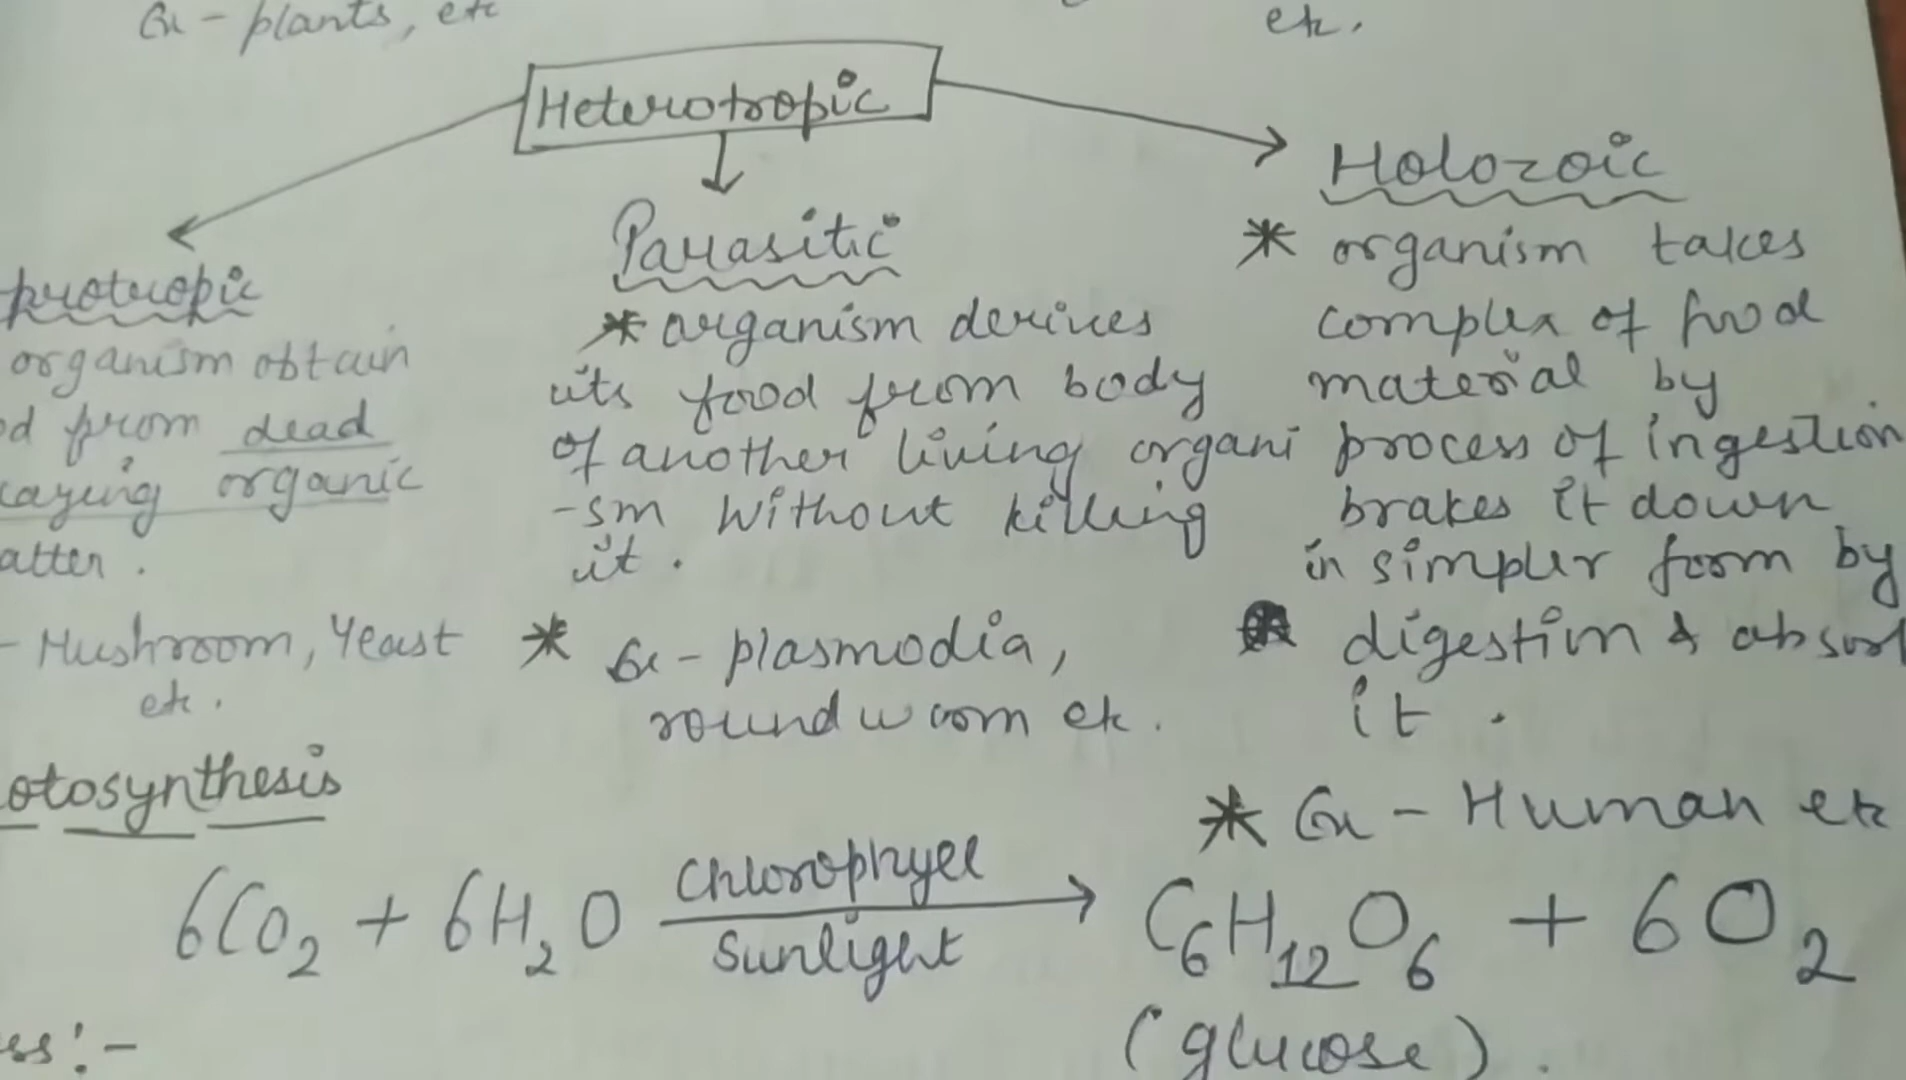 Ex - plants, etc
etc.
Heterotropic
protropic
organism obtain
d from dead
caying organic
atter.
- Mushroom, Yeast
etc.
Parasitic
* organism derives
its food from body
of another living organi
-sm without killing
it.
* Ex - plasmodia,
roundworm etc.
Holozoic
* organism takes
complex of food
material by
process of ingestion
brakes it down
in simpler form by
digestion & absorb
it.
* Ex - Human etc
otosynthesis
6CO₂ + 6H₂O Chlorophyll Sunlight → C₆H₁₂O₆ + 6O₂
(glucose).
ss:-